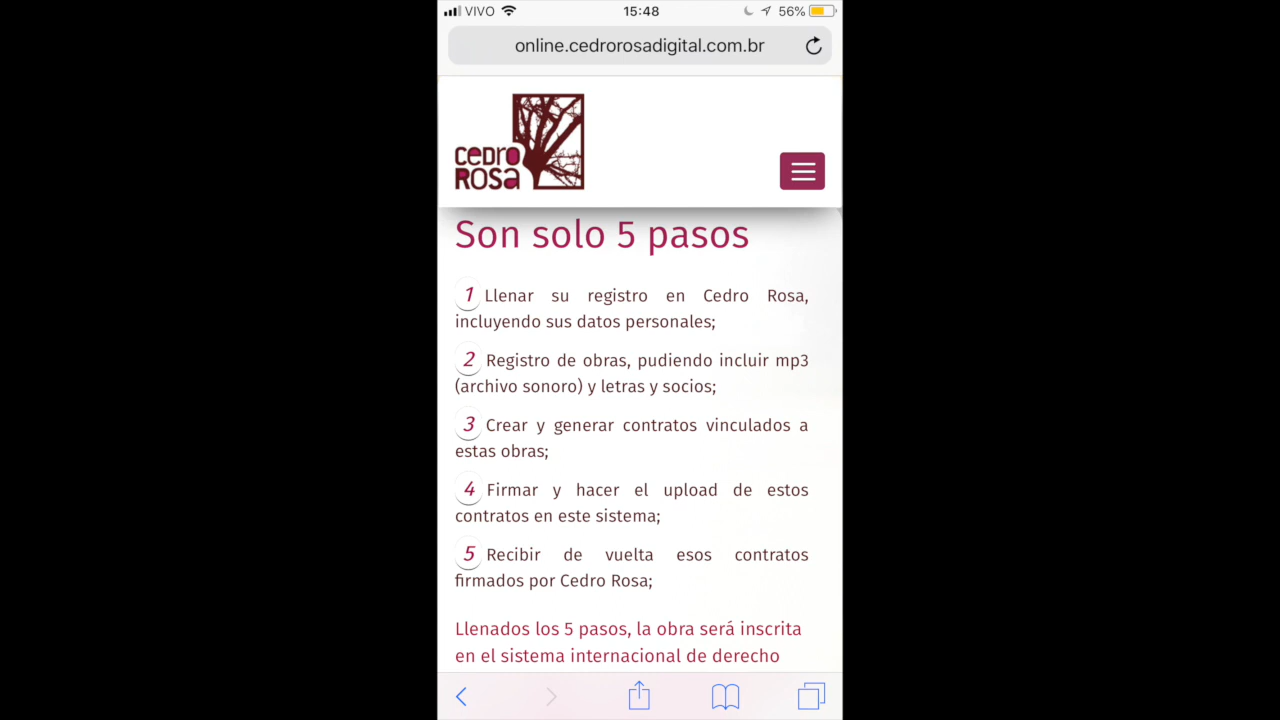 VIVO 15:48 56%
online.cedrorosadigital.com.br
CEDRO
ROSA
Son solo 5 pasos
1 Llenar su registro en Cedro Rosa,
incluyendo sus datos personales;
2 Registro de obras, pudiendo incluir mp3
(archivo sonoro) y letras y socios;
3 Crear y generar contratos vinculados a
estas obras;
4 Firmar y hacer el upload de estos
contratos en este sistema;
5 Recibir de vuelta esos contratos
firmados por Cedro Rosa;
Llenados los 5 pasos, la obra será inscrita
en el sistema internacional de derecho